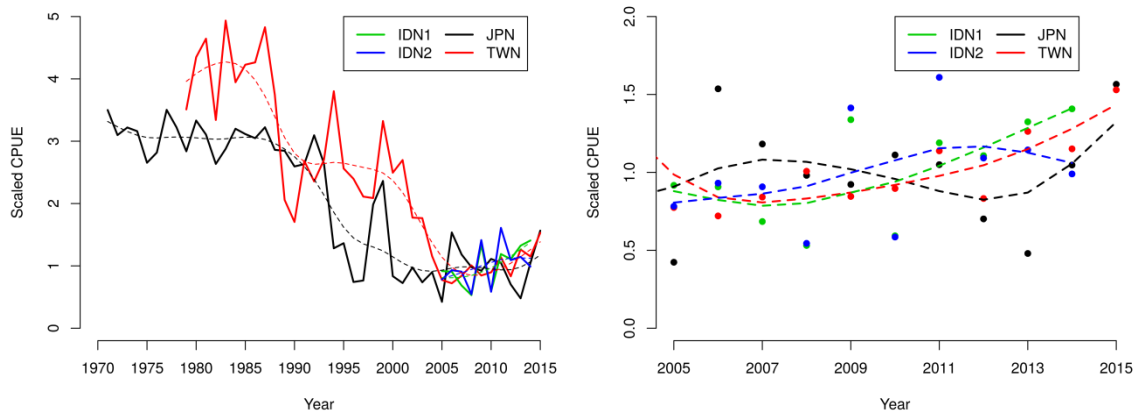 Scaled CPUE
5
4
3
2
1
0
IDN1 JPN
IDN2 TWN
1970 1975 1980 1985 1990 1995 2000 2005 2010 2015
Year
Scaled CPUE
2.0
1.5
1.0
0.5
0.0
IDN1 JPN
IDN2 TWN
2005 2007 2009 2011 2013 2015
Year